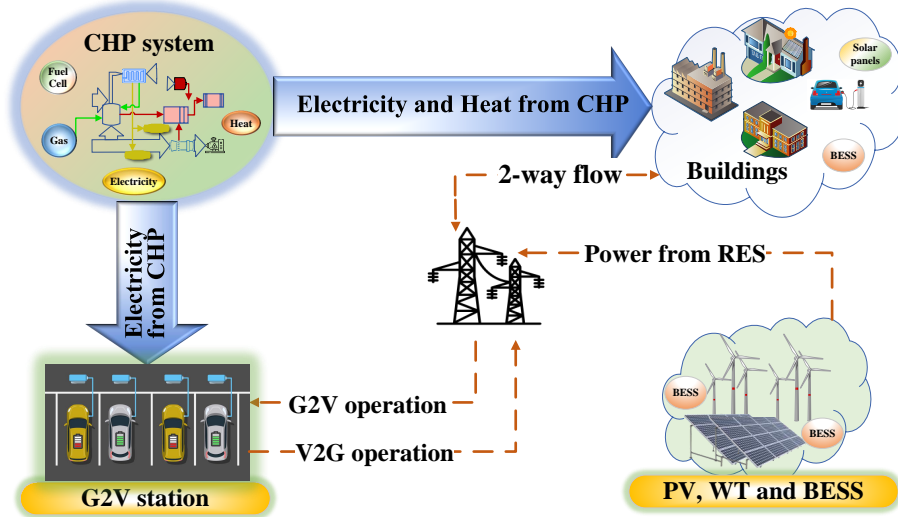 CHP system
Fuel
Cell
Gas
Heat
Electricity
Electricity and Heat from CHP
Solar
panels
BESS
Buildings
2-way flow
Electricity
from CHP
Power from RES
G2V operation
V2G operation
G2V station
BESS
BESS
PV, WT and BESS